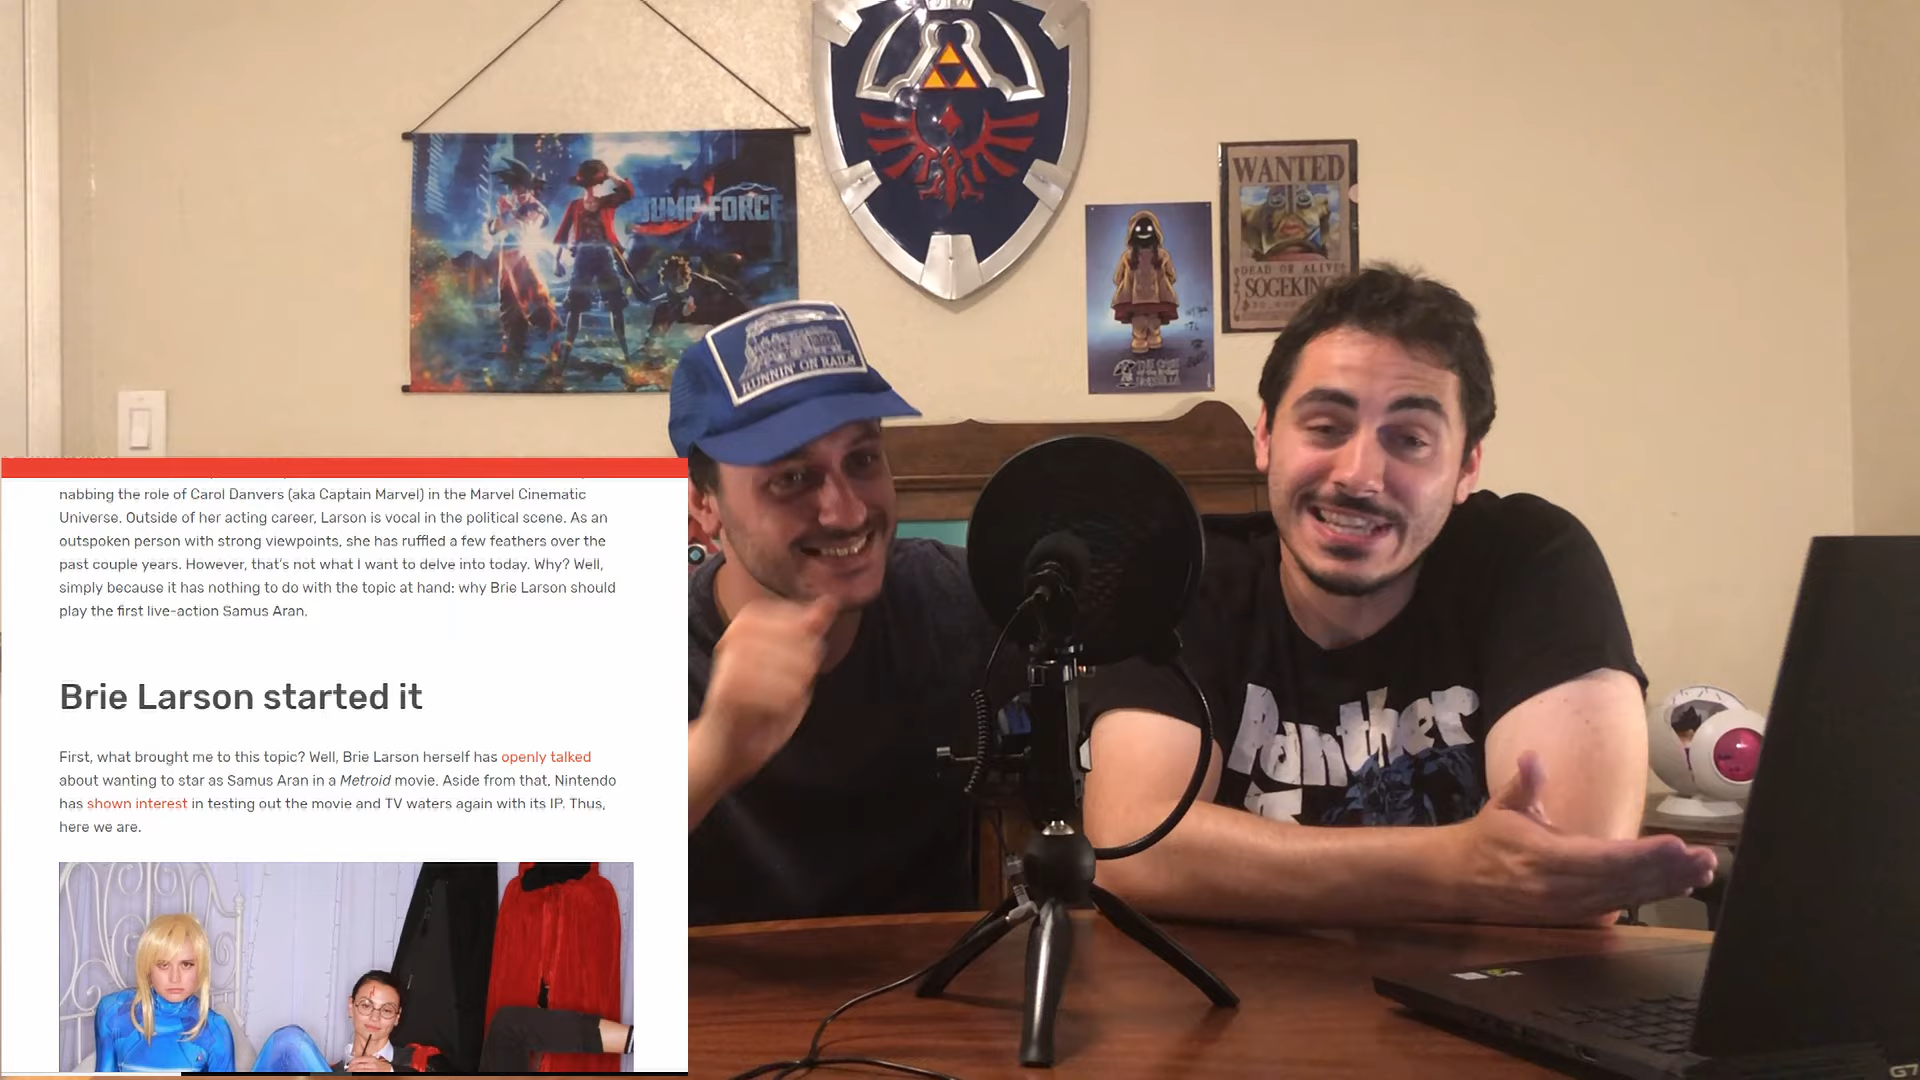 JUMP FORCE
WANTED
DEAD OR ALIVE
SOGEKING
RUNNIN' ON RAILS
nabbing the role of Carol Danvers (aka Captain Marvel) in the Marvel Cinematic
Universe. Outside of her acting career, Larson is vocal in the political scene. As an
outspoken person with strong viewpoints, she has ruffled a few feathers over the
past couple years. However, that's not what I want to delve into today. Why? Well,
simply because it has nothing to do with the topic at hand: why Brie Larson should
play the first live-action Samus Aran.
Brie Larson started it
First, what brought me to this topic? Well, Brie Larson herself has openly talked
about wanting to star as Samus Aran in a Metroid movie. Aside from that, Nintendo
has shown interest in testing out the movie and TV waters again with its IP. Thus,
here we are.
Panther
G7